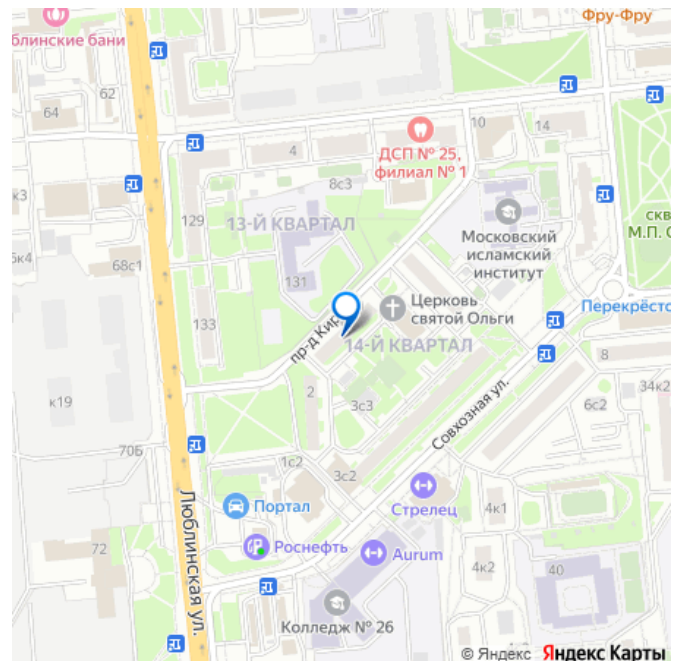 Фру-Фру
блинские бани
62
64
10
14
4
ДСП № 25,
филиал № 1
к3
8с3
129
13-Й КВАРТАЛ
Московский
исламский
институт
скв
М.П. С
6к4
68с1
131
Церковь
святой Ольги
Перекрёсто
133
пр-д Кир
14-Й КВАРТАЛ
8
2
34к2
к19
3с3
6с2
Совхозная ул.
70Б
1с2
3с2
Портал
Стрелец
4к1
Люблинская ул.
72
Роснефть
Aurum
4к2
40
Колледж № 26
© Яндекс Яндекс Карты